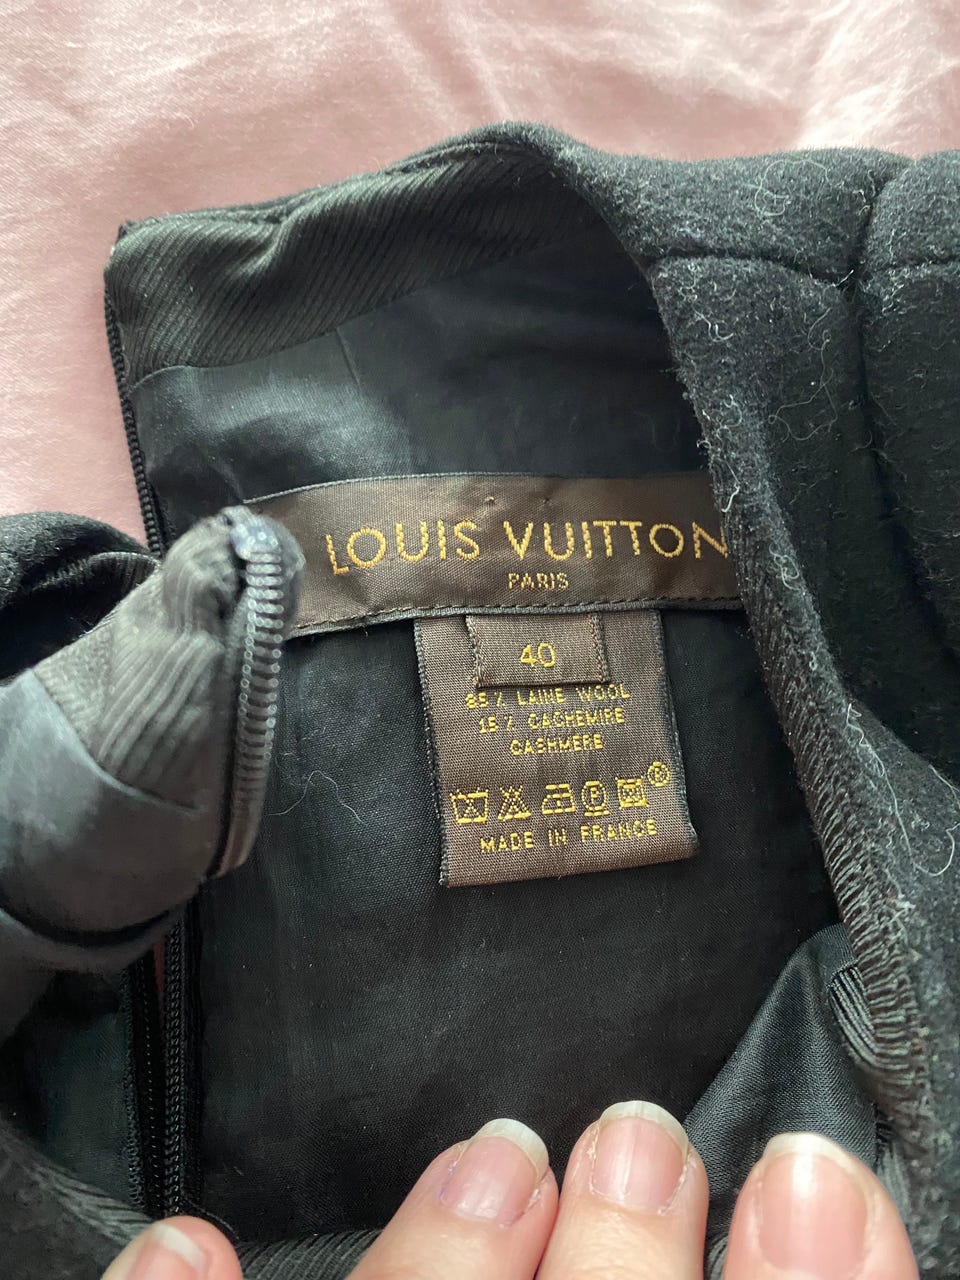 LOUIS VUITTON
PARIS
40
85% LAINE WOOL
15% CACHEMIRE
CASHMERE
MADE IN FRANCE